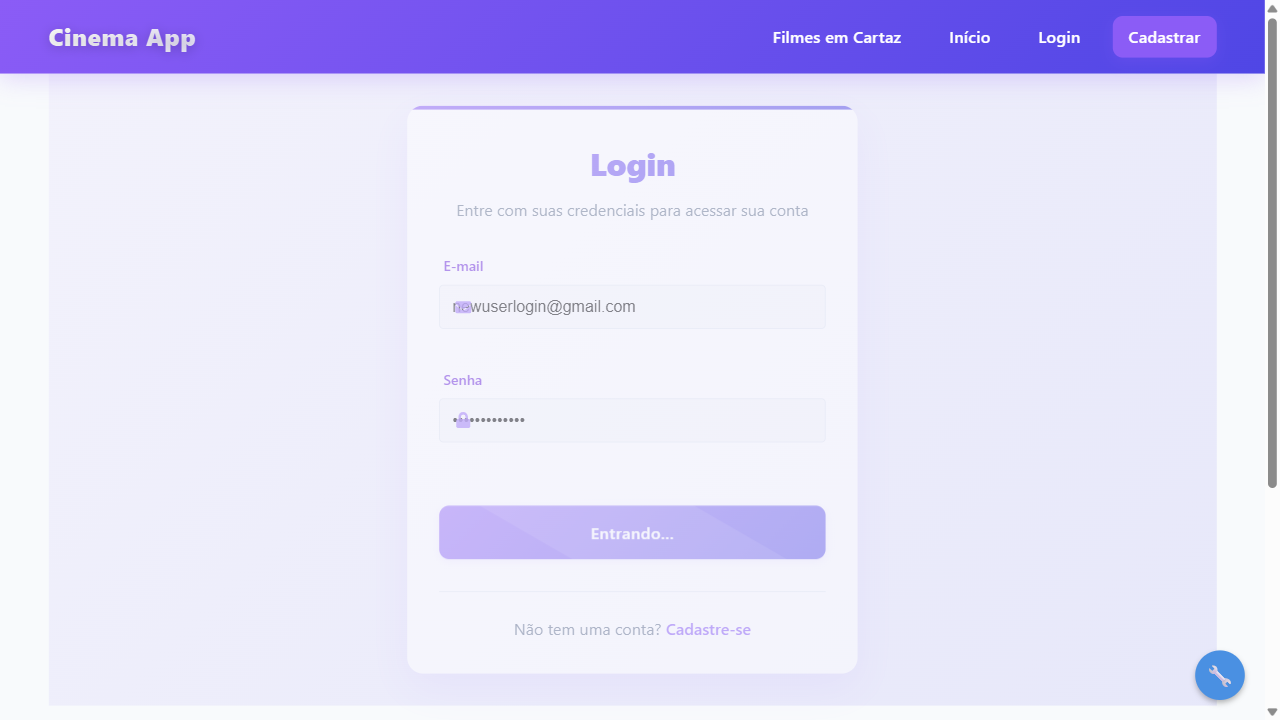 Cinema App
Filmes em Cartaz
Início
Login
Cadastrar
Login
Entre com suas credenciais para acessar sua conta
E-mail
newuserlogin@gmail.com
Senha
Entrando...
Não tem uma conta? Cadastre-se